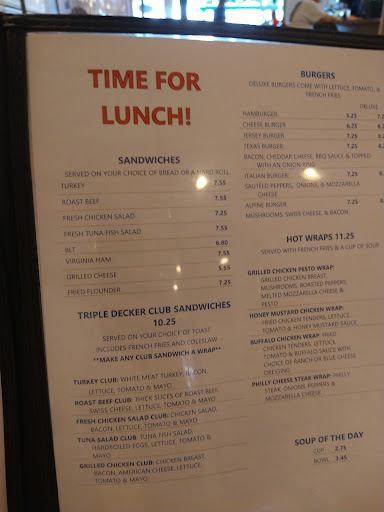 TIME FOR
LUNCH!
SANDWICHES
SERVED ON YOUR CHOICE OF BREAD OR A HARD ROLL
TURKEY 7.55
ROAST BEEF 7.55
FRESH CHICKEN SALAD 7.25
FRESH TUNA FISH SALAD 7.55
BLT 6.80
VIRGINIA HAM 7.55
GRILLED CHEESE 5.55
FRIED FLOUNDER 7.25
TRIPLE DECKER CLUB SANDWICHES
10.25
SERVED ON YOUR CHOICE OF TOAST
INCLUDES FRENCH FRIES AND COLESLAW
**MAKE ANY CLUB SANDWICH A WRAP**
TURKEY CLUB: WHITE MEAT TURKEY, BACON,
LETTUCE, TOMATO & MAYO
ROAST BEEF CLUB: THICK SLICES OF ROAST BEEF,
SWISS CHEESE, LETTUCE, TOMATO & MAYO
FRESH CHICKEN SALAD CLUB: CHICKEN SALAD,
BACON, LETTUCE, TOMATO & MAYO
TUNA SALAD CLUB: TUNA FISH SALAD,
HARDBOILED EGGS, LETTUCE, TOMATO &
MAYO
GRILLED CHICKEN CLUB: CHICKEN BREAST,
BACON, AMERICAN CHEESE, LETTUCE,
TOMATO & MAYO
BURGERS
DELUXE BURGERS COME WITH LETTUCE, TOMATO, &
FRENCH FRIES
DELUXE
HAMBURGER 5.25 7.2
CHEESE BURGER 6.25 8.2
JERSEY BURGER 7.25
TEXAS BURGER 7.25
BACON, CHEDDAR CHEESE, BBQ SAUCE & TOPPED
WITH AN ONION RING
ITALIAN BURGER 7.25
SAUTEED PEPPERS, ONIONS, & MOZZARELLA
CHEESE
ALPINE BURGER 7.25
MUSHROOMS, SWISS CHEESE, & BACON
HOT WRAPS 11.25
SERVED WITH FRIES & A CUP OF SOUP
GRILLED CHICKEN PESTO WRAP:
GRILLED CHICKEN BREAST,
MUSHROOMS, ROASTED PEPPERS,
MELTED MOZZARELLA CHEESE &
PESTO
HONEY MUSTARD CHICKEN WRAP:
FRIED CHICKEN TENDERS, LETTUCE,
TOMATO & HONEY MUSTARD SAUCE
BUFFALO CHICKEN WRAP: FRIED
CHICKEN TENDERS, LETTUCE,
TOMATO & BUFFALO SAUCE WITH
CHOICE OF RANCH OR BLUE CHEESE
DRESSING
PHILLY CHEESE STEAK WRAP: PHILLY
STEAK, ONIONS, PEPPERS &
MOZZARELLA CHEESE
SOUP OF THE DAY
CUP 2.75
BOWL 3.45